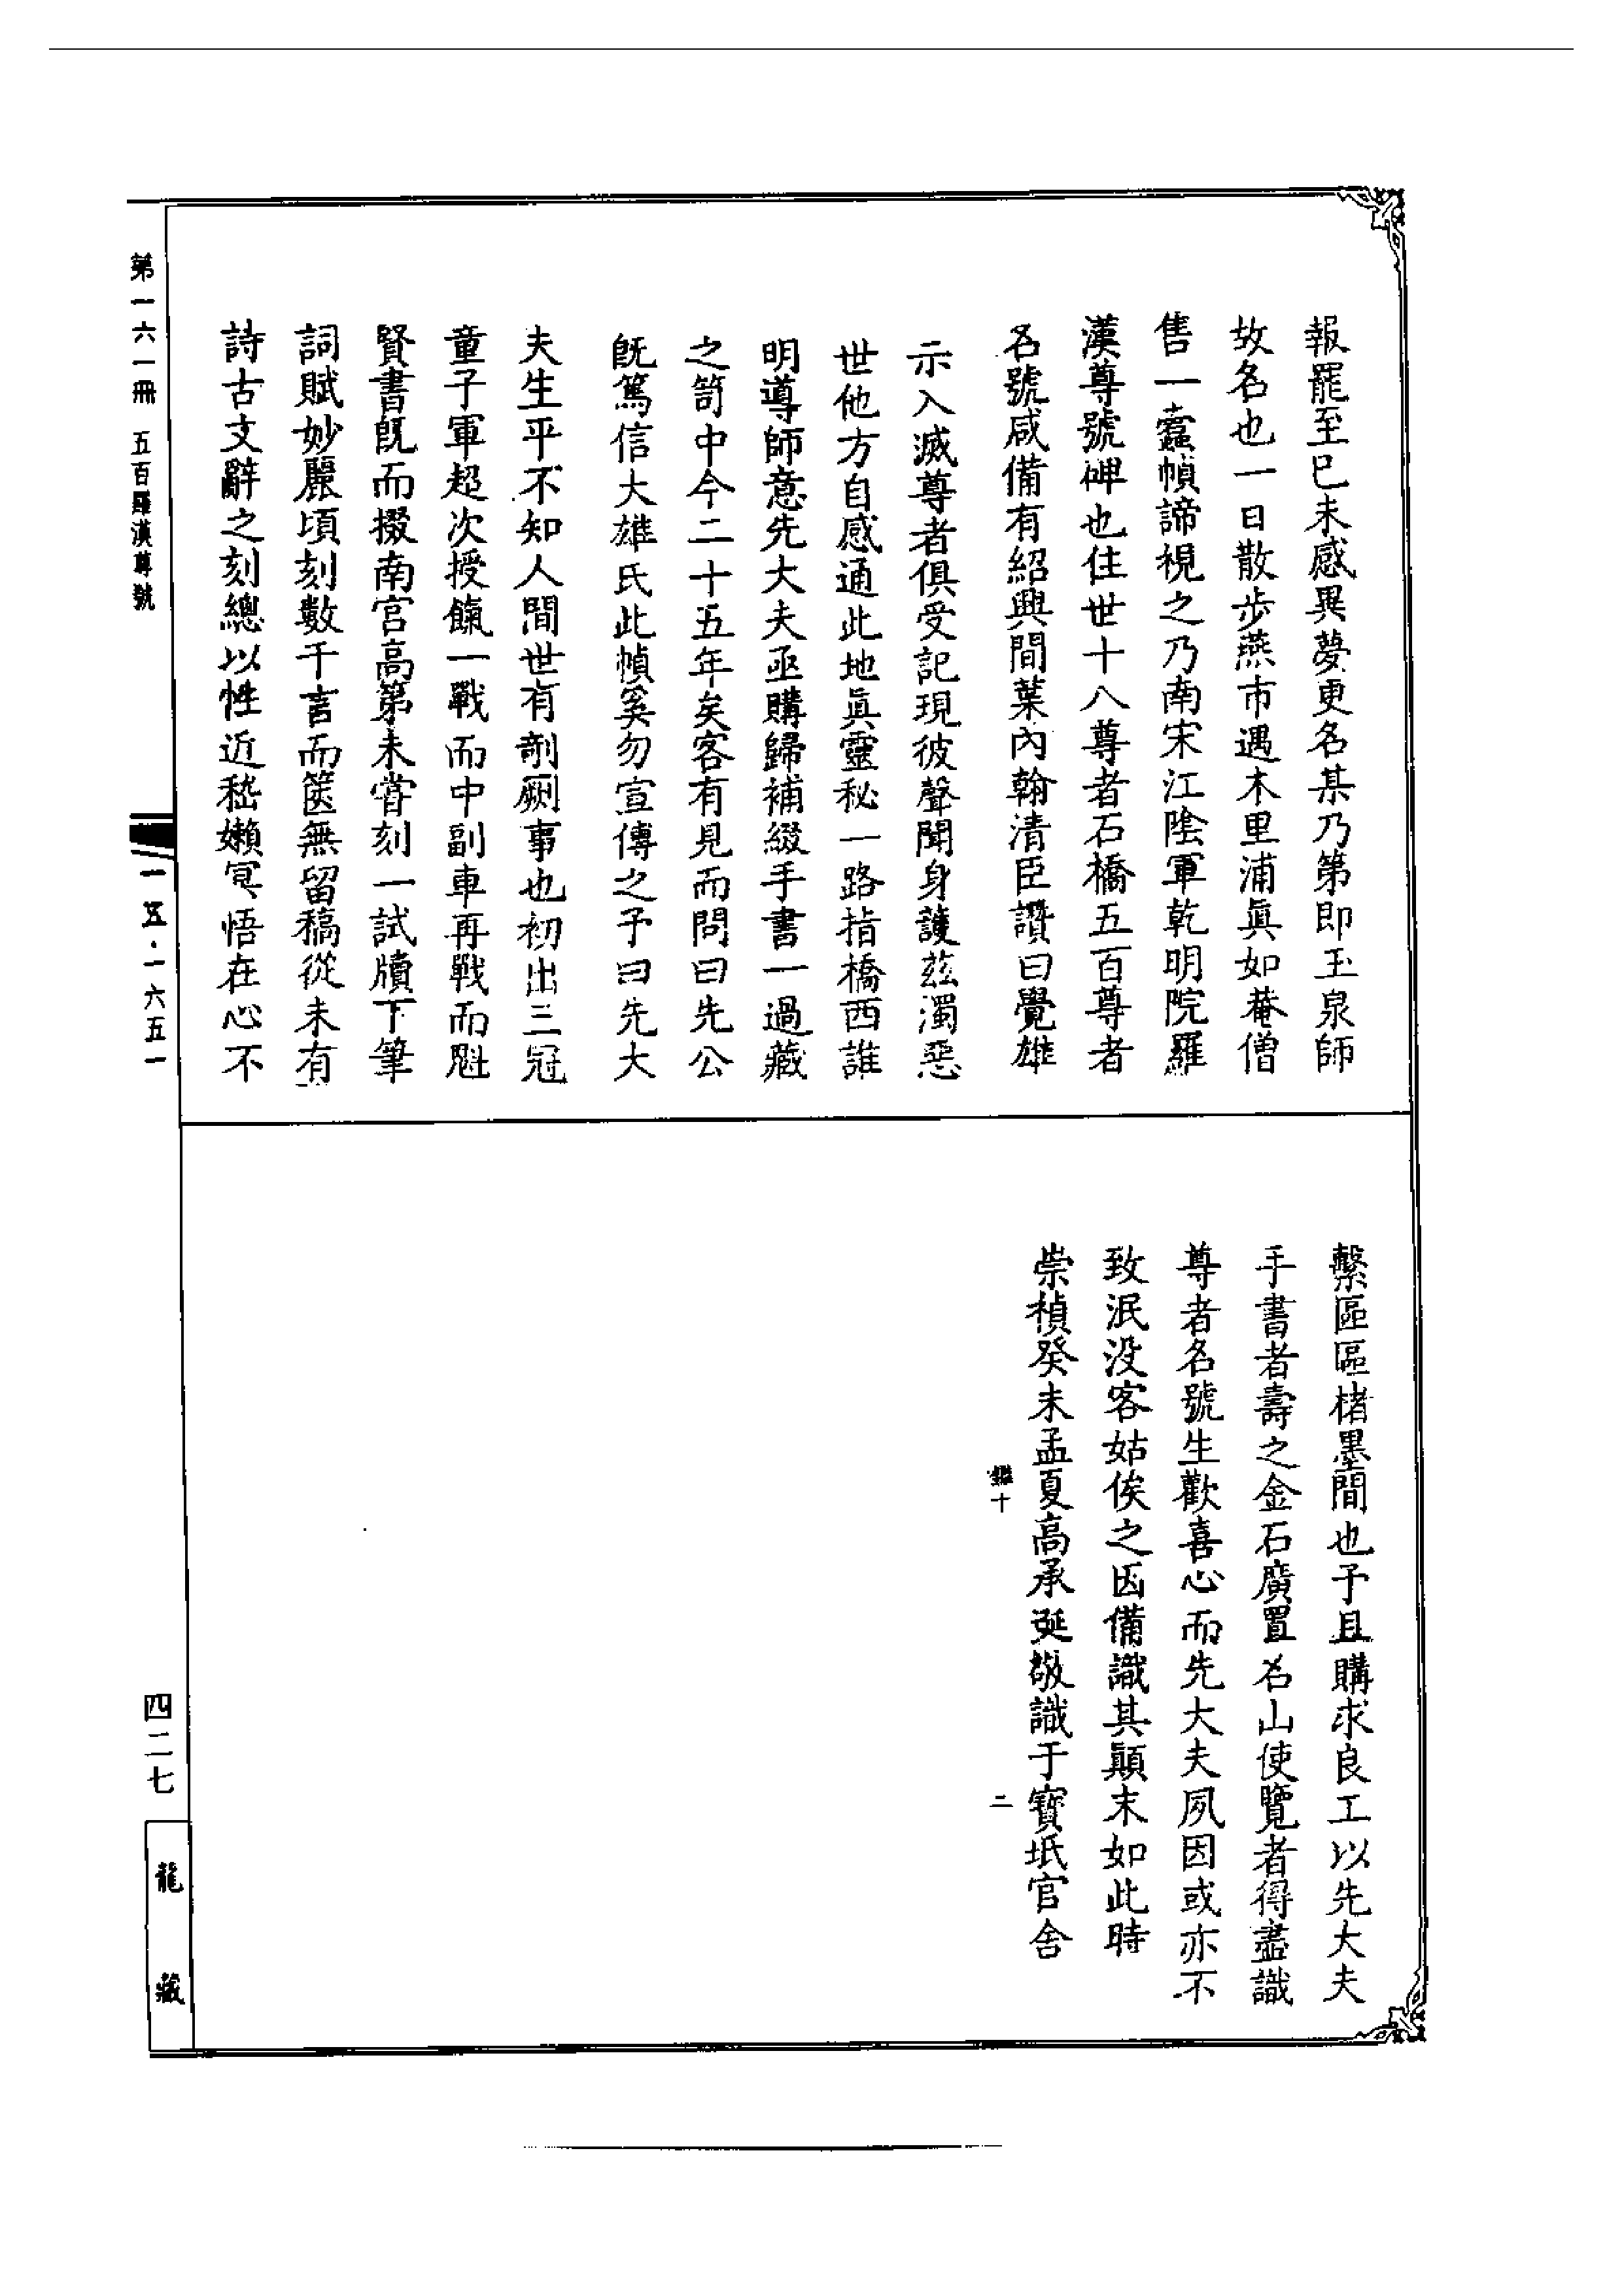 報罷至巳未感異夢更名某乃第即玉泉師
故名也一日散步燕市遇木里浦眞如菴僧
售一蠹幀諦視之乃南宋江陰軍乾明院羅
漢尊號碑也住世十八尊者石橋五百尊者
名號咸備有紹興間葉內翰清臣讚曰覺雄
示入滅尊者俱受記現彼聲聞身護茲濁惡
世他方自感通此地眞靈秘一路指橋西誰
明導師意先大夫亟購歸補綴手書一過藏
之笥中今二十五年矣客有見而問曰先公
旣篤信大雄氏此幀奚勿宣傳之予曰先大
夫生平不知人間世有剞劂事也初出三冠
童子軍超次授餼一戰而中副車再戰而魁
賢書旣而掇南宮高第未嘗刻一試牘下筆
詞賦妙麗頃刻數千言而篋無留稿從未有
詩古文辭之刻總以性近嵇嬾冥悟在心不
繫區區楮墨間也予且購求良工以先大夫
手書者壽之金石廣置名山使覽者得盡識
尊者名號生歡喜心而先大夫夙因或亦不
致泯沒客姑俟之因備識其顚末如此時
崇楨癸未孟夏高承埏敬識于寶坻官舍
十
二
第一六一冊 五百羅漢尊號
一五·一六五一
四二七
龍藏